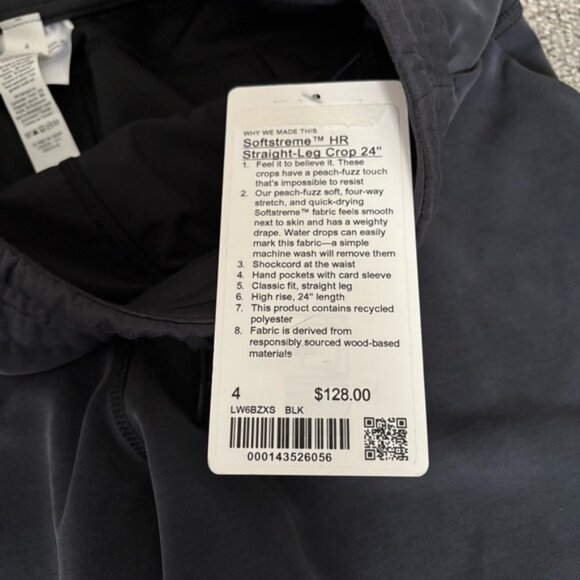 WHY WE MADE THIS
Softstreme™ HR
Straight-Leg Crop 24"
1. Feel it to believe it. These
crops have a peach-fuzz touch
that's impossible to resist
2. Our peach-fuzz soft, four-way
stretch, and quick-drying
Softstreme™ fabric feels smooth
next to skin and has a weighty
drape. Water drops can easily
mark this fabric—a simple
machine wash will remove them
3. Shockcord at the waist
4. Hand pockets with card sleeve
5. Classic fit, straight leg
6. High rise, 24" length
7. This product contains recycled
polyester
8. Fabric is derived from
responsibly sourced wood-based
materials
4 $128.00
LW6BZXS BLK
000143526056